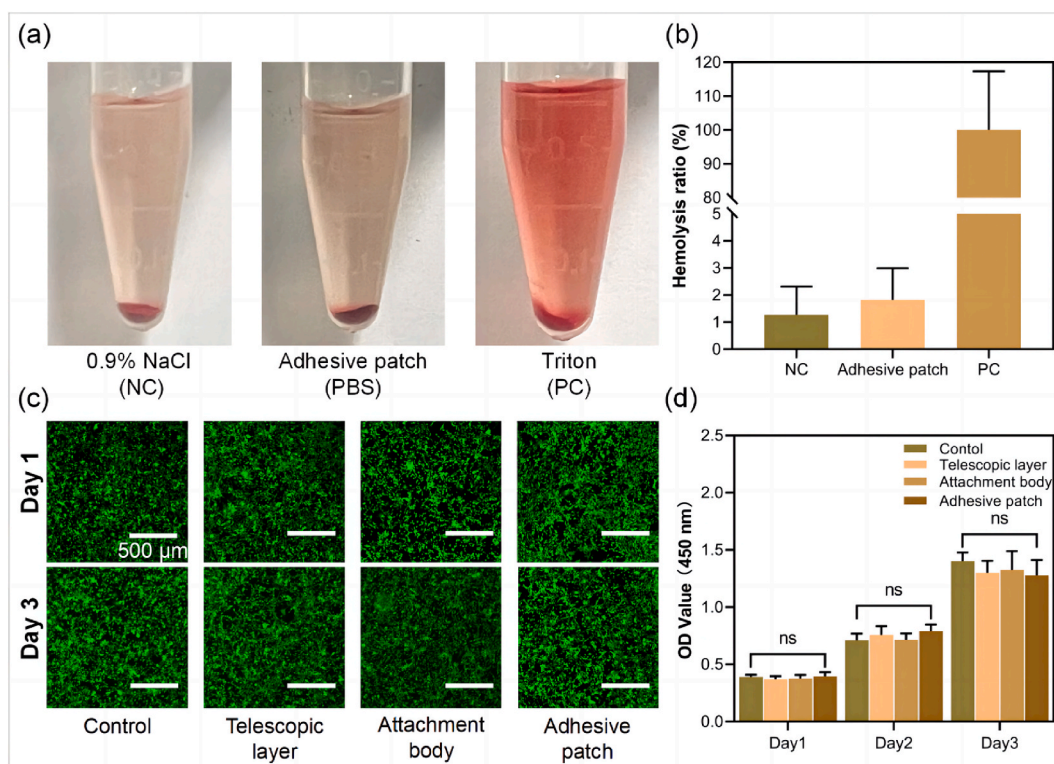 (a)
0.9% NaCl
(NC)
Adhesive patch
(PBS)
Triton
(PC)
(b)
Hemolysis ratio (%)
120
110
100
90
80
5
4
3
2
1
0
NC
Adhesive patch
PC
(c)
Day 1
500 μm
Day 3
Control
Telescopic
layer
Attachment
body
Adhesive
patch
(d)
OD Value (450 nm)
2.5
2.0
1.5
1.0
0.5
0.0
Contol
Telescopic layer
Attachment body
Adhesive patch
ns
ns
ns
Day1
Day2
Day3